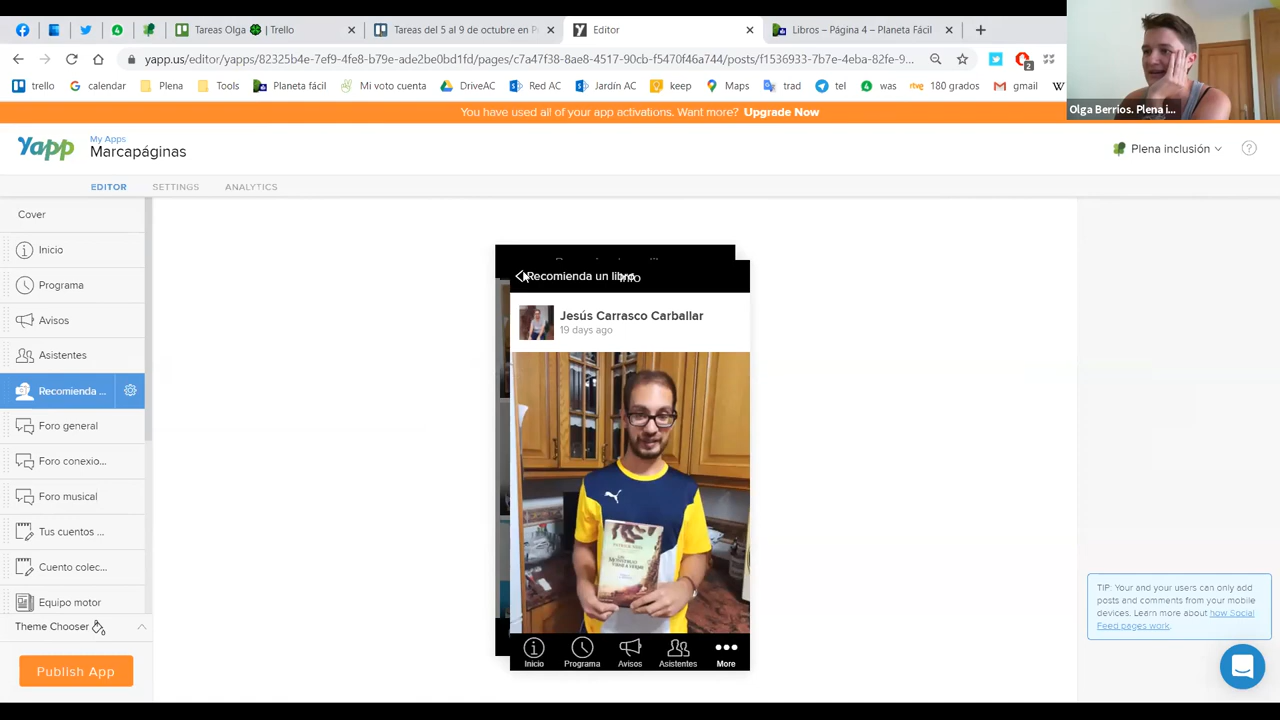 Tareas Olga | Trello
Tareas del 5 al 9 de octubre en P
Editor
Libros – Página 4 – Planeta Fácil
yapp.us/editor/yapps/82325b1e-7ef9-4fe8-b79e-ade2be0bd1fd/pages/c7a47f38-8ae8-4517-90cb-f5470f46a744/posts/f1536933-7b7e-4eba-82fe-9...
2
trello
calendar
Plena
Tools
Planeta fácil
Mi voto cuenta
DriveAC
Red AC
Jardín AC
keep
Maps
trad
tel
was
180 grados
gmail
Olga Berrios. Plena i...
You have used all of your app activations. Want more? Upgrade Now
Yapp
My Apps
Marcapáginas
Plena inclusión
EDITOR
SETTINGS
ANALYTICS
Cover
Inicio
Programa
Avisos
Asistentes
Recomienda ...
Foro general
Foro conexio...
Foro musical
Tus cuentos ...
Cuento colec...
Equipo motor
Theme Chooser
Publish App
Recomienda un libro
Info
Jesús Carrasco Carballar
19 days ago
Inicio
Programa
Avisos
Asistentes
More
TIP: Your and your users can only add
posts and comments from your mobile
devices. Learn more about how Social
Feed pages work.